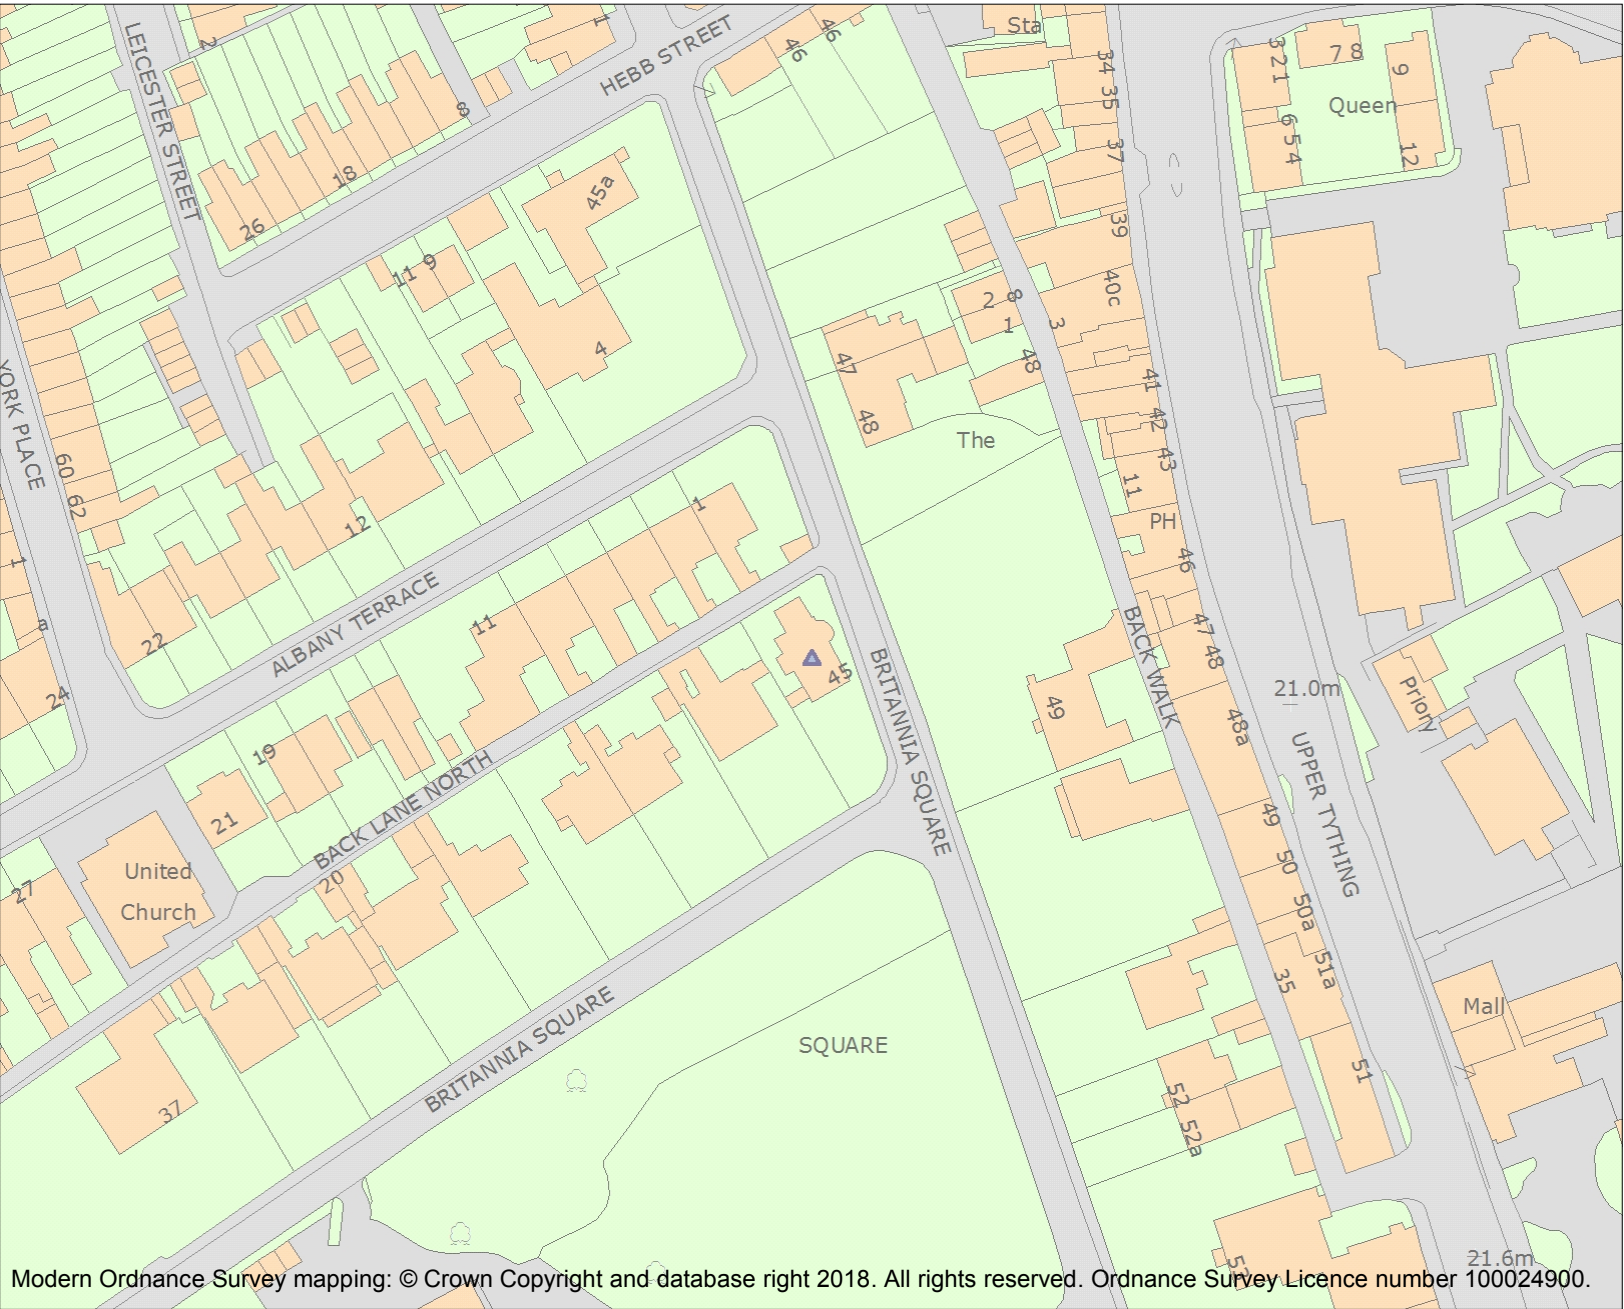 LEICESTER STREET
2
1
HEBB STREET
46
46
Sta
34
35
37
39
40c
3 2 1
6 5 4
7 8
9
Queen
12
8
18
26
45a
11 9
4
47
48
2 8
1
48
3
The
41
42
43
11
PH
46
47
48
YORK PLACE
60
62
1
a
24
22
12
ALBANY TERRACE
1
11
45
BRITANNIA SQUARE
BACK WALK
49
48a
21.0m
Priory
UPPER TYTHING
49
50
50a
51a
35
51
Mall
19
21
BACK LANE NORTH
United
Church
20
27
37
BRITANNIA SQUARE
SQUARE
52
52a
53
21.6m
Modern Ordnance Survey mapping: © Crown Copyright and database right 2018. All rights reserved. Ordnance Survey Licence number 100024900.